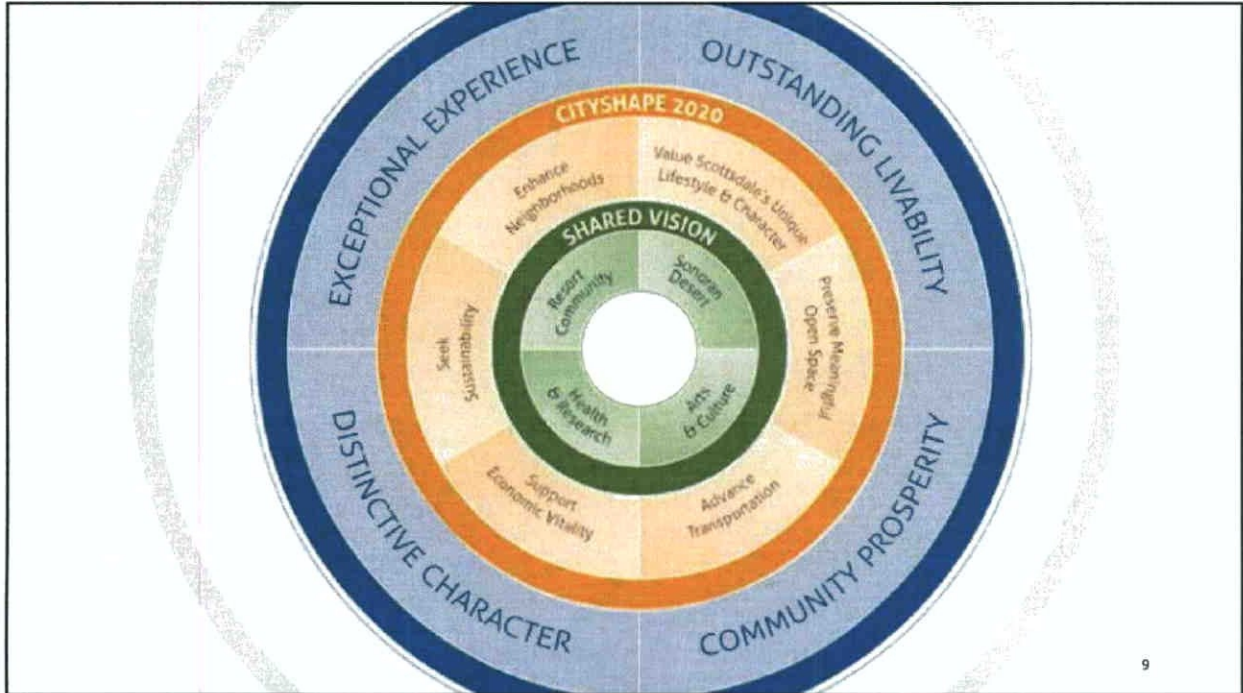 EXCEPTIONAL EXPERIENCE
OUTSTANDING LIVABILITY
COMMUNITY PROSPERITY
DISTINCTIVE CHARACTER
CITYSHAPE 2020
Enhance
Neighborhoods
Value Scottsdale's Unique
Lifestyle & Character
Preserve Meaningful
Open Space
Advance
Transportation
Support
Economic Vitality
Seek
Sustainability
SHARED VISION
Resort
Community
Sonoran
Desert
Arts
& Culture
Health
& Research
9